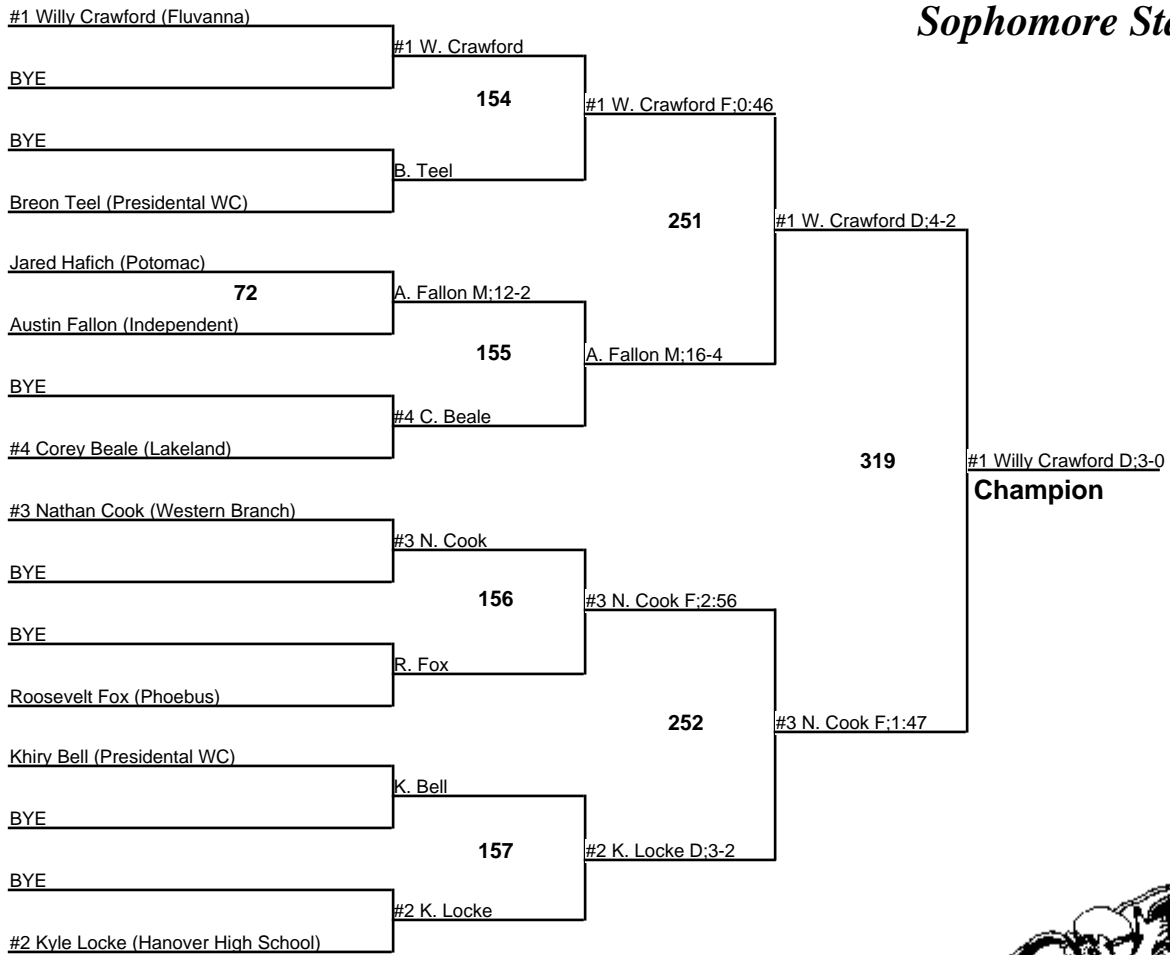 #1 Willy Crawford (Fluvanna)
Sophomore Sta
#1 W. Crawford
BYE
154
#1 W. Crawford F;0:46
BYE
B. Teel
Breon Teel (Presidental WC)
251
#1 W. Crawford D;4-2
Jared Hafich (Potomac)
72
A. Fallon M;12-2
Austin Fallon (Independent)
155
A. Fallon M;16-4
BYE
#4 C. Beale
#4 Corey Beale (Lakeland)
319
#1 Willy Crawford D;3-0
Champion
#3 Nathan Cook (Western Branch)
#3 N. Cook
BYE
156
#3 N. Cook F;2:56
BYE
R. Fox
Roosevelt Fox (Phoebus)
252
#3 N. Cook F;1:47
Khiry Bell (Presidental WC)
K. Bell
BYE
157
#2 K. Locke D;3-2
BYE
#2 K. Locke
#2 Kyle Locke (Hanover High School)